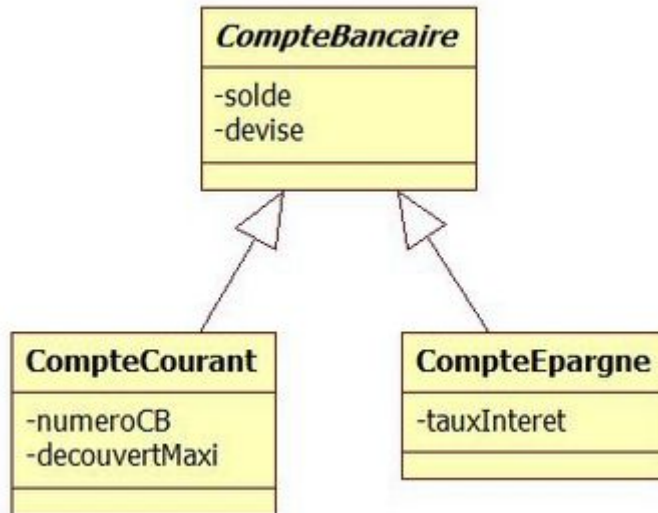 CompteBancaire
-solde
-devise
CompteCourant
-numeroCB
-decouvertMaxi
CompteEpargne
-tauxInteret